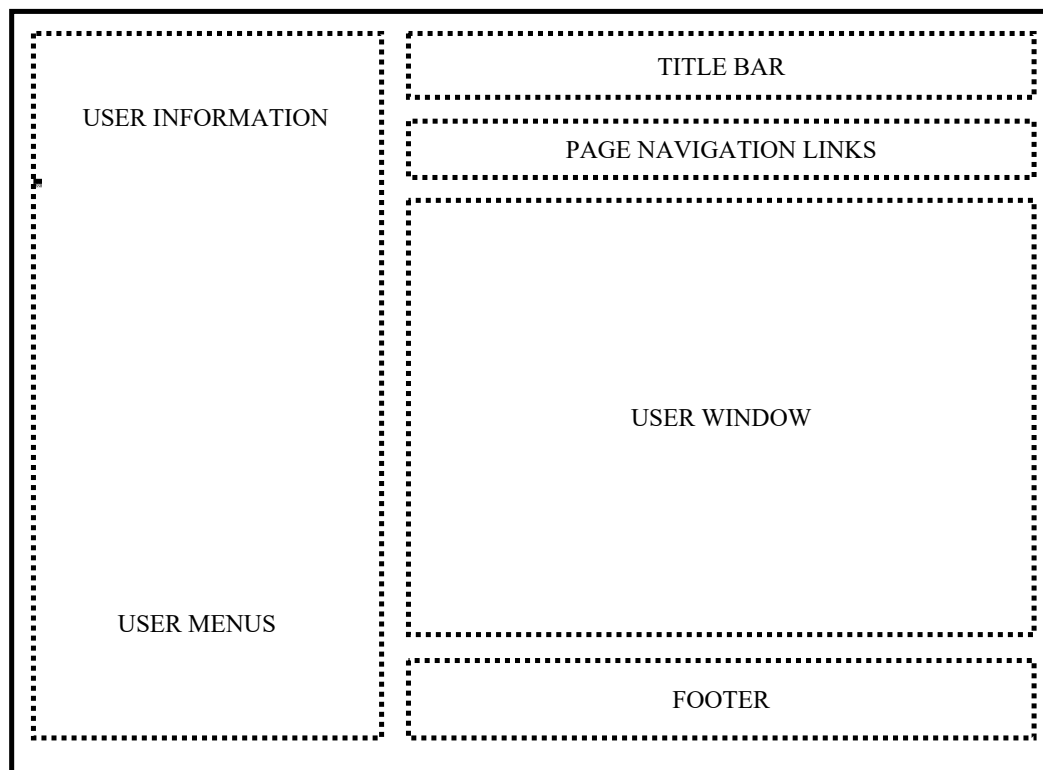 USER INFORMATION
USER MENUS
TITLE BAR
PAGE NAVIGATION LINKS
USER WINDOW
FOOTER